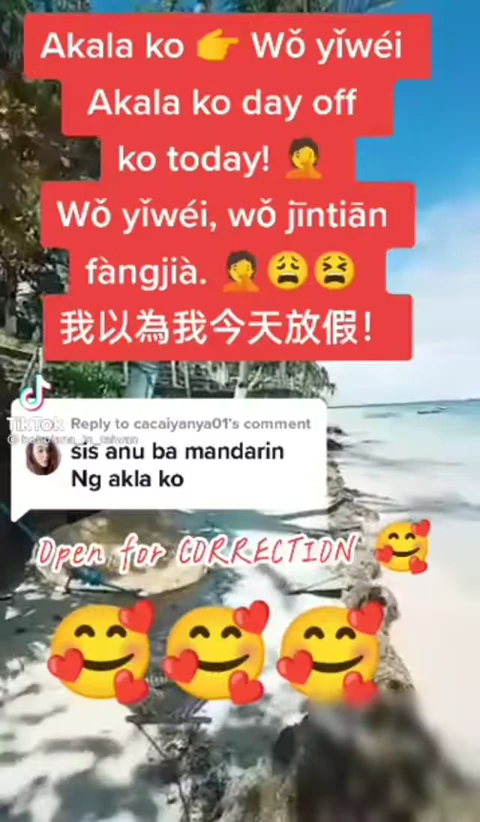 Akala ko 👉 Wǒ yǐwéi
Akala ko day off
ko today! 🤦
Wǒ yǐwéi, wǒ jīntiān
fàngjià. 🤦😩😫
我以為我今天放假！
TikTok
Reply to cacaiyanya01's comment
sis anu ba mandarin
Ng akla ko
Open for CORRECTION 🥰
🥰🥰🥰